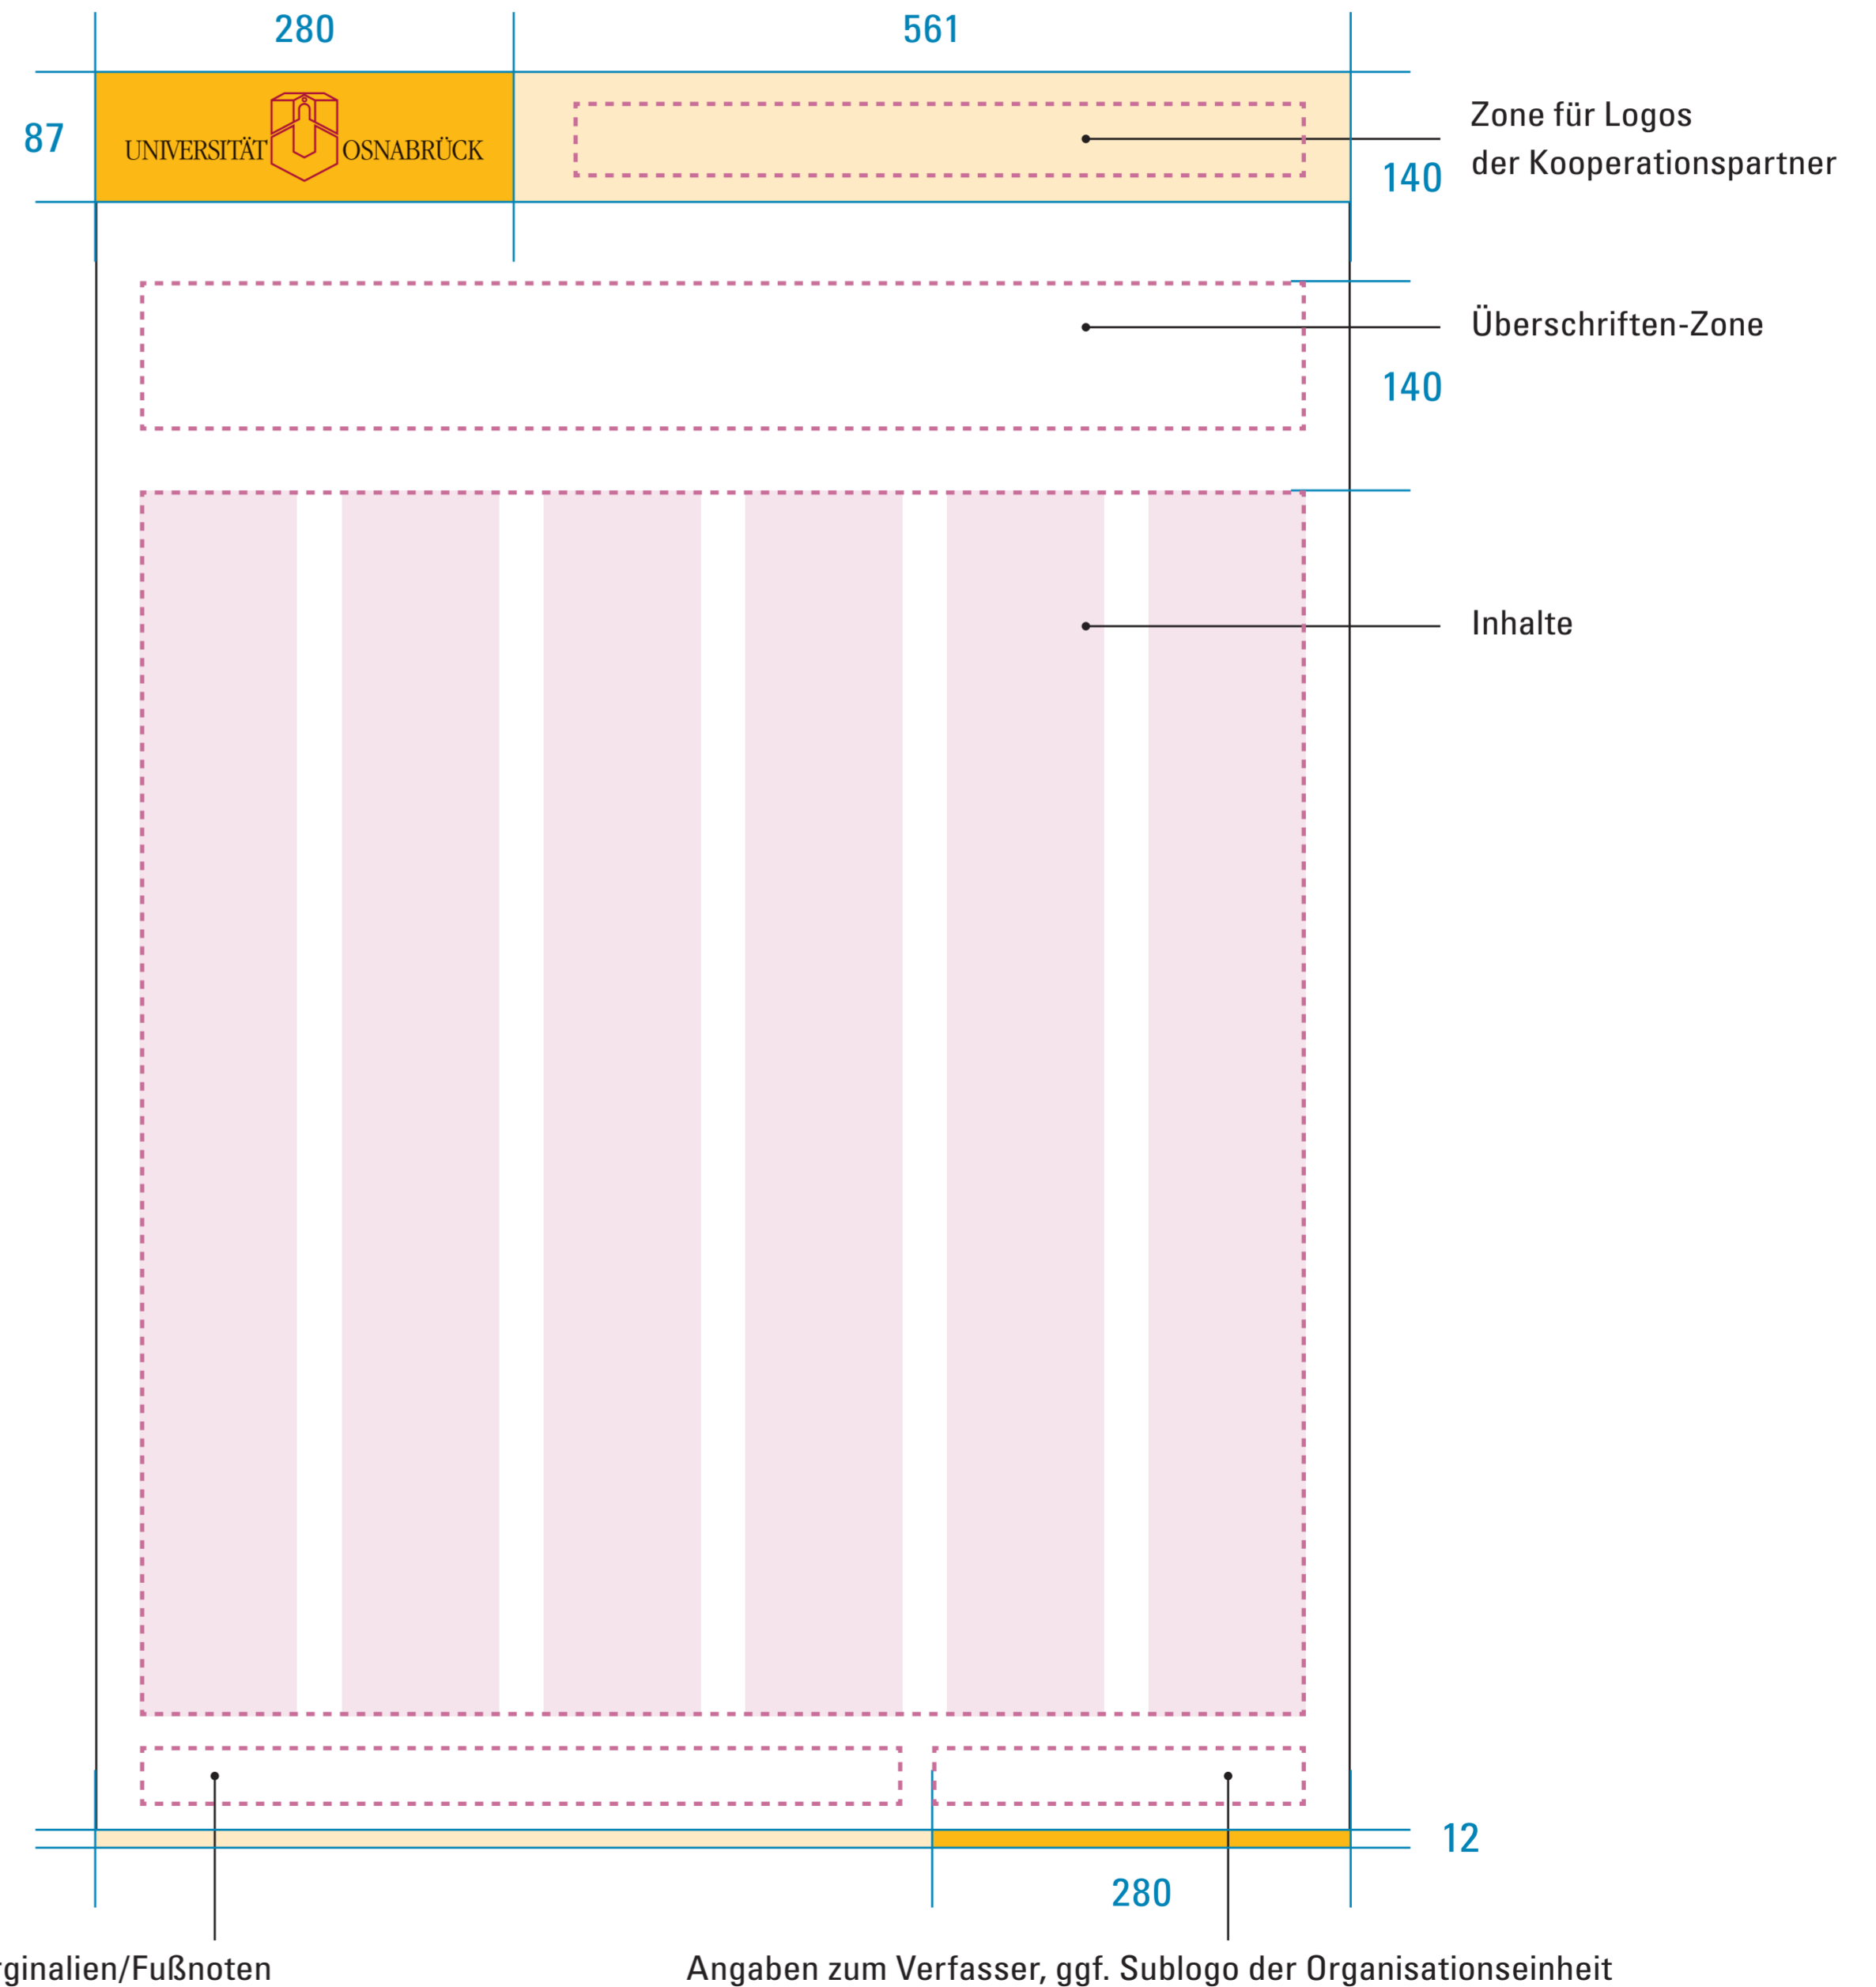 280
561
87
UNIVERSITÄT OSNABRÜCK
Zone für Logos
der Kooperationspartner
140
Überschriften-Zone
140
Inhalte
12
280
rginalien/Fußnoten
Angaben zum Verfasser, ggf. Sublogo der Organisationseinheit